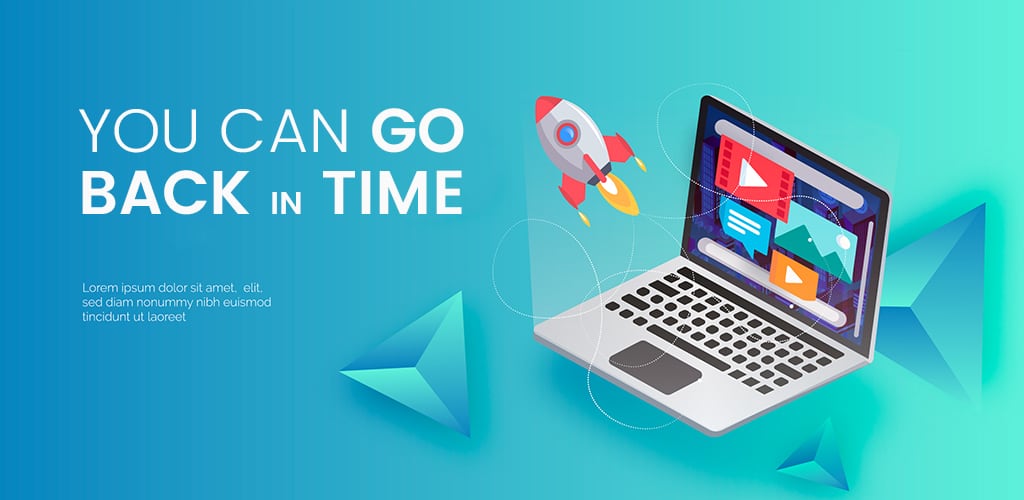 YOU CAN GO
BACK IN TIME
Lorem ipsum dolor sit amet,  elit,
sed diam nonummy nibh euismod
tincidunt ut laoreet